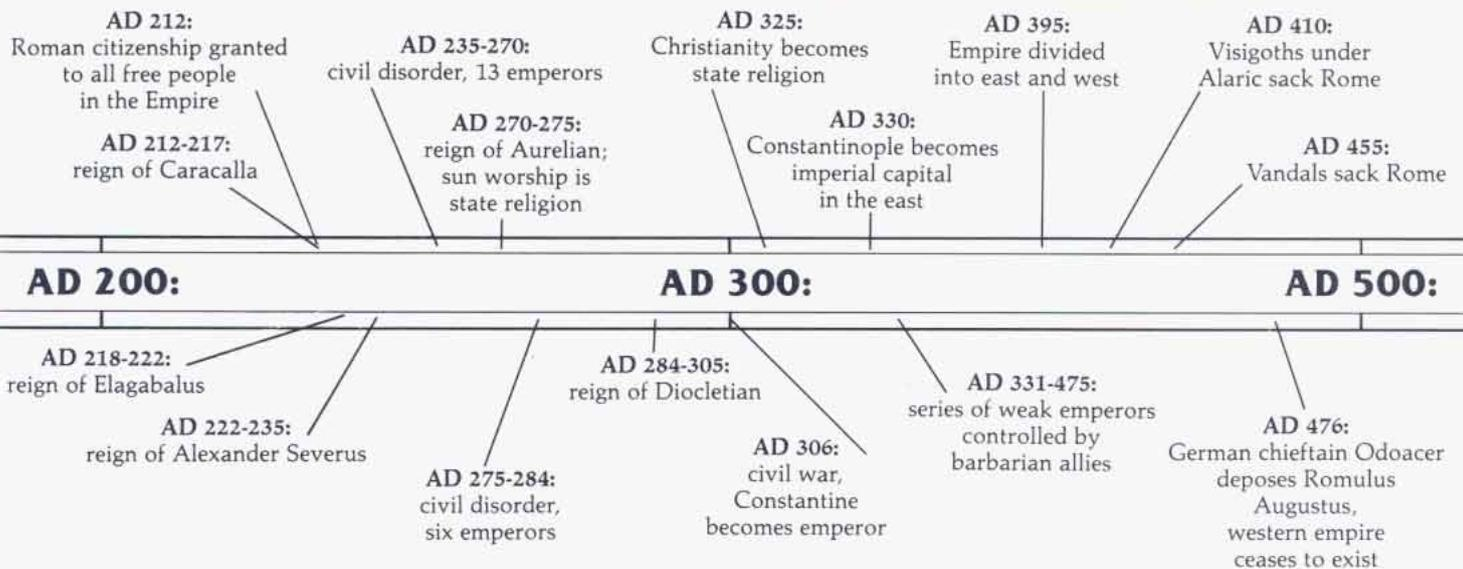 AD 212:
Roman citizenship granted
to all free people
in the Empire
AD 212-217:
reign of Caracalla
AD 235-270:
civil disorder, 13 emperors
AD 270-275:
reign of Aurelian;
sun worship is
state religion
AD 325:
Christianity becomes
state religion
AD 330:
Constantinople becomes
imperial capital
in the east
AD 395:
Empire divided
into east and west
AD 410:
Visigoths under
Alaric sack Rome
AD 455:
Vandals sack Rome
AD 200:
AD 300:
AD 500:
AD 218-222:
reign of Elagabalus
AD 222-235:
reign of Alexander Severus
AD 275-284:
civil disorder,
six emperors
AD 284-305:
reign of Diocletian
AD 306:
civil war,
Constantine
becomes emperor
AD 331-475:
series of weak emperors
controlled by
barbarian allies
AD 476:
German chieftain Odoacer
deposes Romulus
Augustus,
western empire
ceases to exist